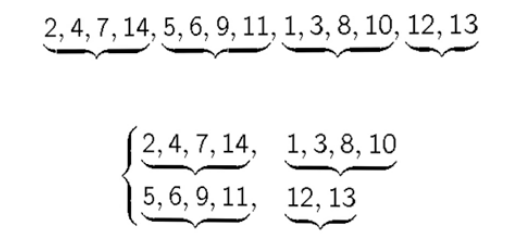 2, 4, 7, 14, 5, 6, 9, 11, 1, 3, 8, 10, 12, 13
2, 4, 7, 14, 1, 3, 8, 10
5, 6, 9, 11, 12, 13